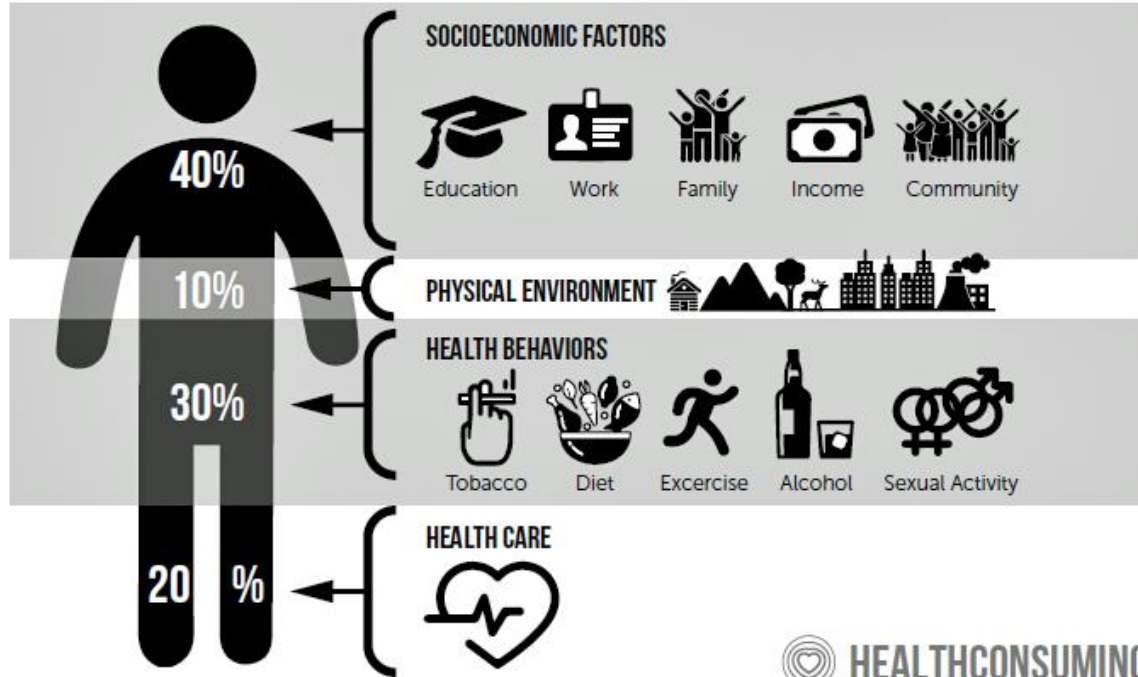 SOCIOECONOMIC FACTORS
40%
Education Work Family Income Community
10%
PHYSICAL ENVIRONMENT
HEALTH BEHAVIORS
30%
Tobacco Diet Excercise Alcohol Sexual Activity
HEALTH CARE
20 %
HEALTHCONSUMING